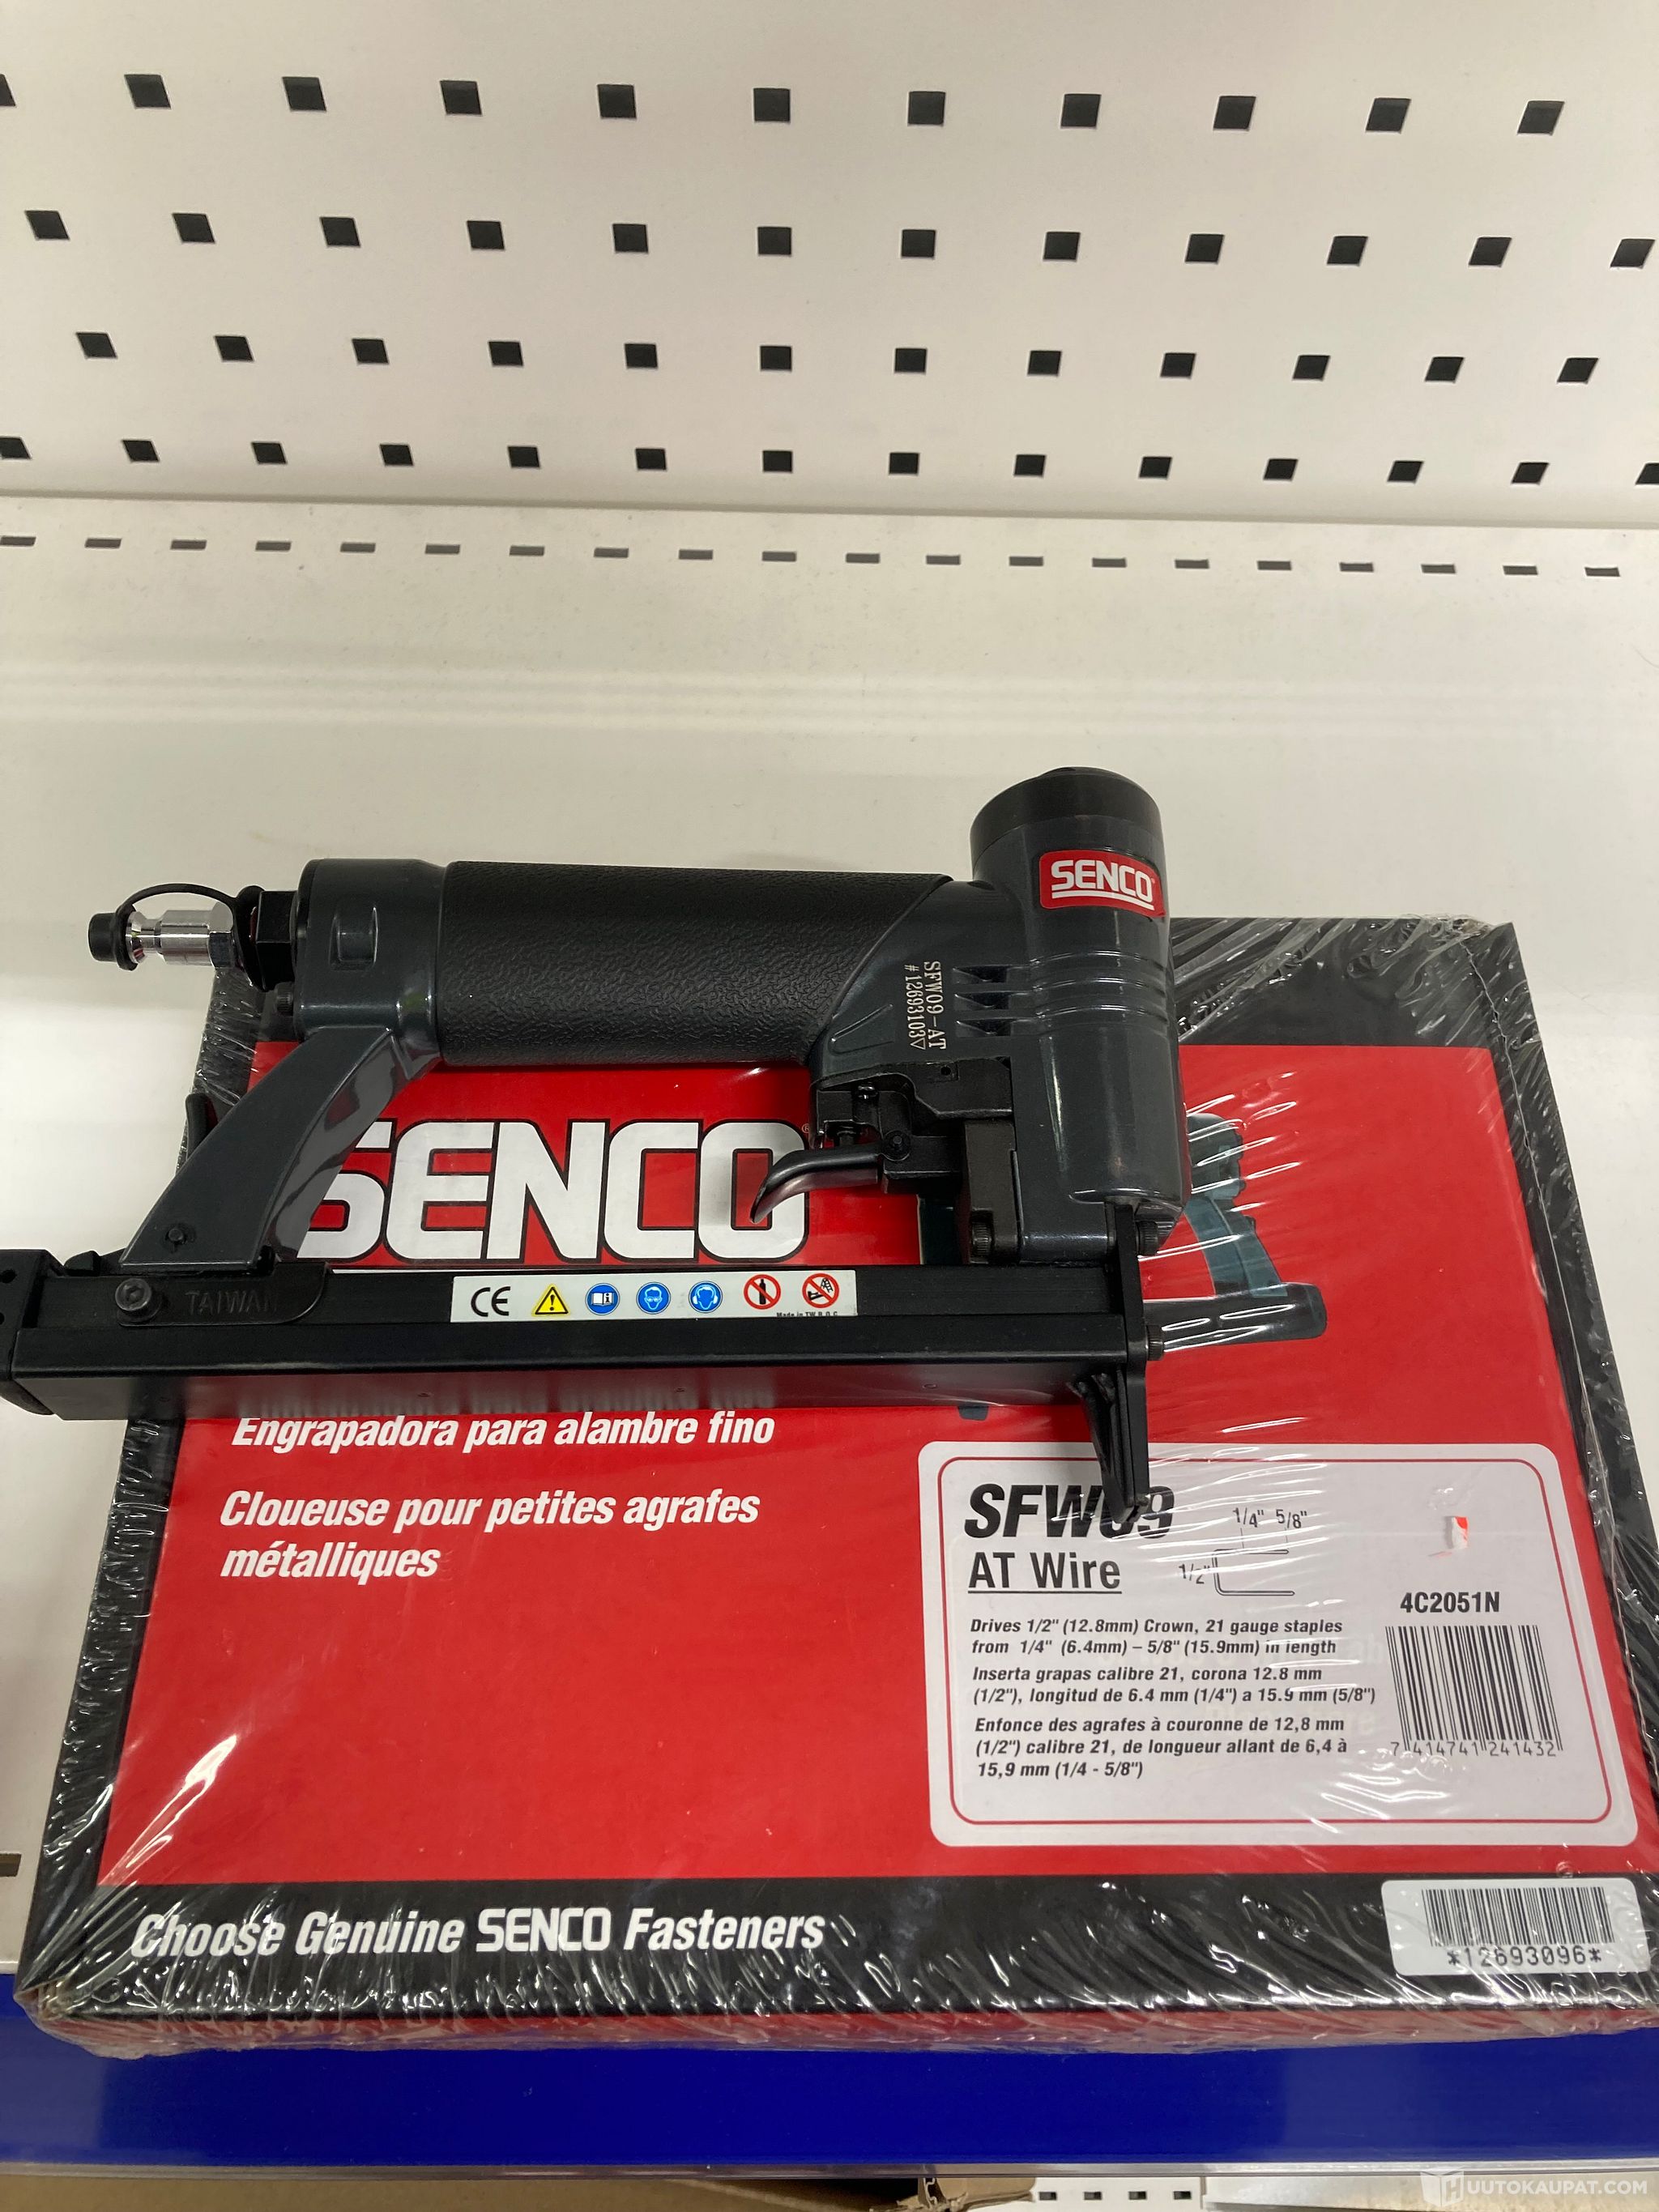 SENCO
SFW09-AT
#12693103▽
SENCO
TAIWAN
CE
Made in TW R.O.C
Engrapadora para alambre fino
Cloueuse pour petites agrafes
métalliques
SFW09
AT Wire
1/4" 5/8"
1/2"
4C2051N
Drives 1/2" (12.8mm) Crown, 21 gauge staples
from 1/4" (6.4mm) – 5/8" (15.9mm) in length
Inserta grapas calibre 21, corona 12.8 mm
(1/2"), longitud de 6.4 mm (1/4") a 15.9 mm (5/8")
Enfonce des agrafes à couronne de 12,8 mm
(1/2") calibre 21, de longueur allant de 6,4 à
15,9 mm (1/4 - 5/8")
7 414741 241432
Choose Genuine SENCO Fasteners
*12693096*
HUUTOKAUPAT.COM